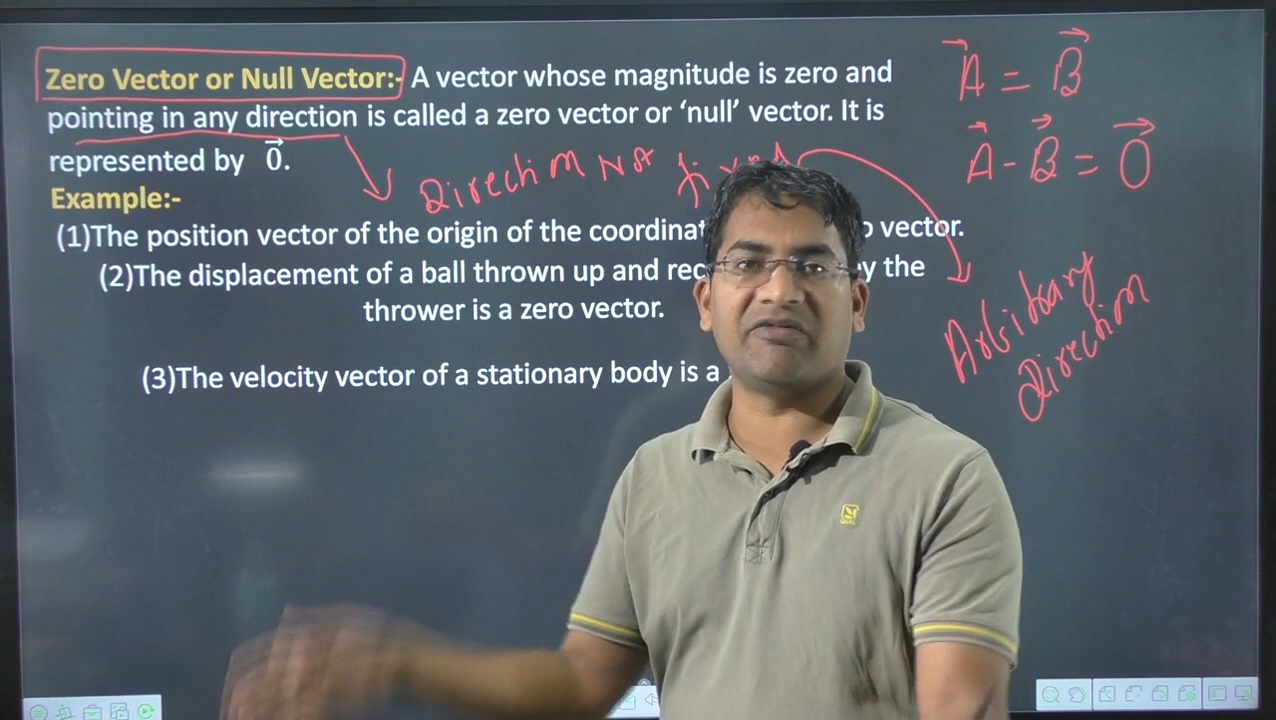 Zero Vector or Null Vector:- A vector whose magnitude is zero and
pointing in any direction is called a zero vector or ‘null’ vector. It is
represented by 0⃗.
Direction Not fixed
Example:-
(1)The position vector of the origin of the coordinat vector.
(2)The displacement of a ball thrown up and rec y the
thrower is a zero vector.
(3)The velocity vector of a stationary body is a
A⃗ = B⃗
A⃗ - B⃗ = 0⃗
Arbitrary
Direction